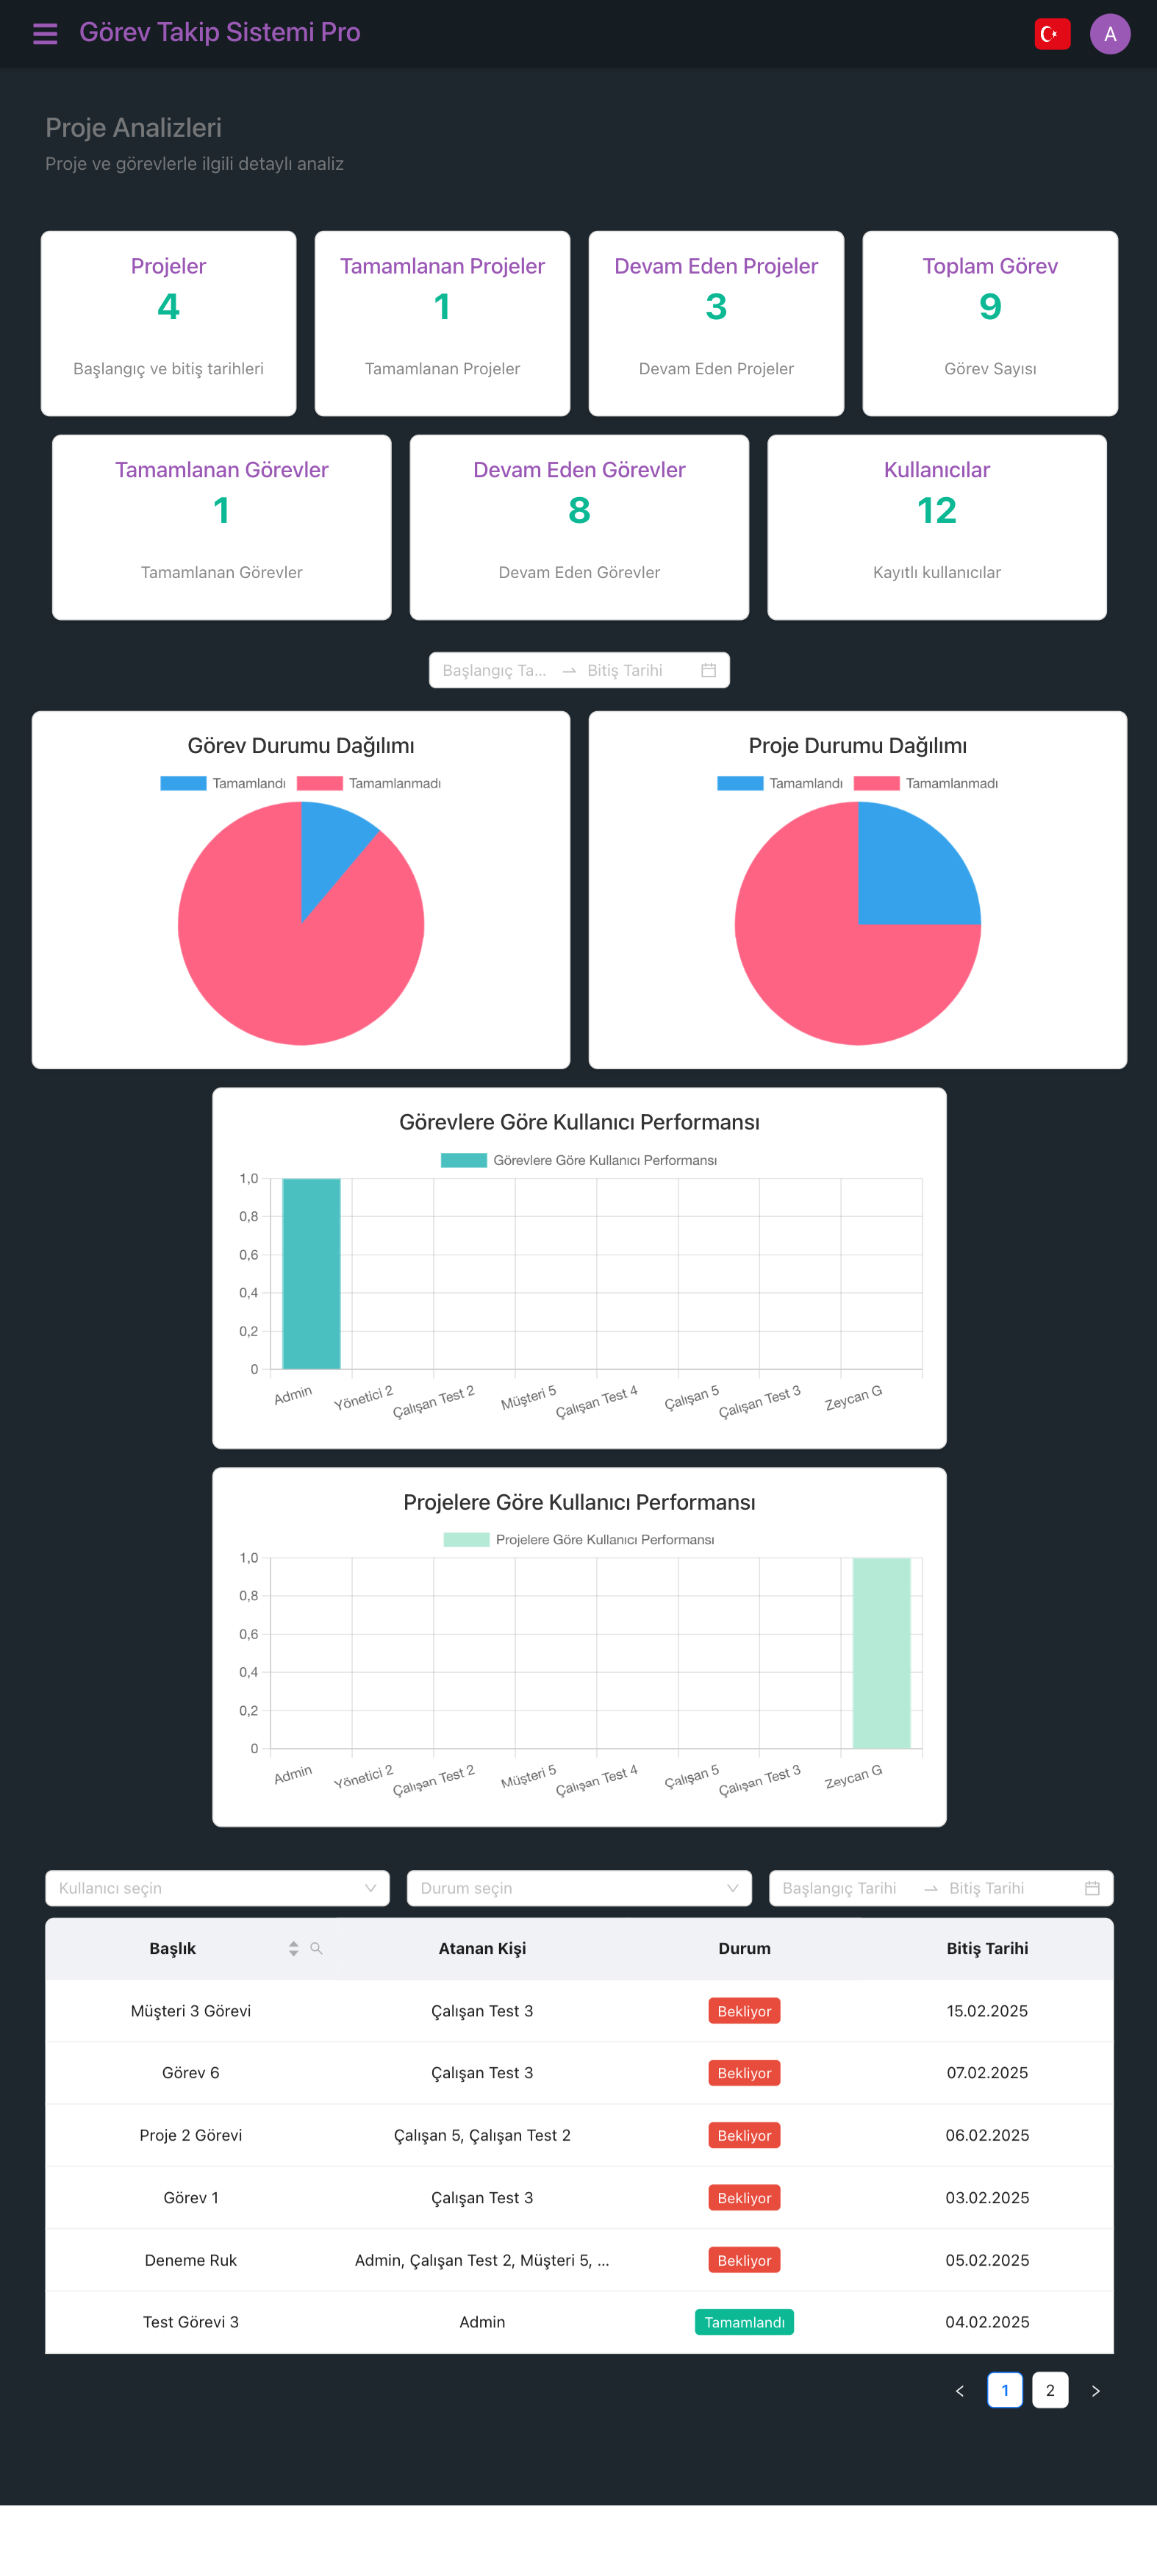 Görev Takip Sistemi Pro
A
Proje Analizleri
Proje ve görevlerle ilgili detaylı analiz
Projeler
4
Başlangıç ve bitiş tarihleri
Tamamlanan Projeler
1
Tamamlanan Projeler
Devam Eden Projeler
3
Devam Eden Projeler
Toplam Görev
9
Görev Sayısı
Tamamlanan Görevler
1
Tamamlanan Görevler
Devam Eden Görevler
8
Devam Eden Görevler
Kullanıcılar
12
Kayıtlı kullanıcılar
Başlangıç Ta... Bitiş Tarihi
Görev Durumu Dağılımı
Tamamlandı Tamamlanmadı
Proje Durumu Dağılımı
Tamamlandı Tamamlanmadı
Görevlere Göre Kullanıcı Performansı
Görevlere Göre Kullanıcı Performansı
1,0
0,8
0,6
0,4
0,2
0
Admin Yönetici 2 Çalışan Test 2 Müşteri 5 Çalışan Test 4 Çalışan 5 Çalışan Test 3 Zeycan G
Projelere Göre Kullanıcı Performansı
Projelere Göre Kullanıcı Performansı
1,0
0,8
0,6
0,4
0,2
0
Admin Yönetici 2 Çalışan Test 2 Müşteri 5 Çalışan Test 4 Çalışan 5 Çalışan Test 3 Zeycan G
Kullanıcı seçin Durum seçin Başlangıç Tarihi Bitiş Tarihi
Başlık Atanan Kişi Durum Bitiş Tarihi
Müşteri 3 Görevi Çalışan Test 3 Bekliyor 15.02.2025
Görev 6 Çalışan Test 3 Bekliyor 07.02.2025
Proje 2 Görevi Çalışan 5, Çalışan Test 2 Bekliyor 06.02.2025
Görev 1 Çalışan Test 3 Bekliyor 03.02.2025
Deneme Ruk Admin, Çalışan Test 2, Müşteri 5, ... Bekliyor 05.02.2025
Test Görevi 3 Admin Tamamlandı 04.02.2025
1 2